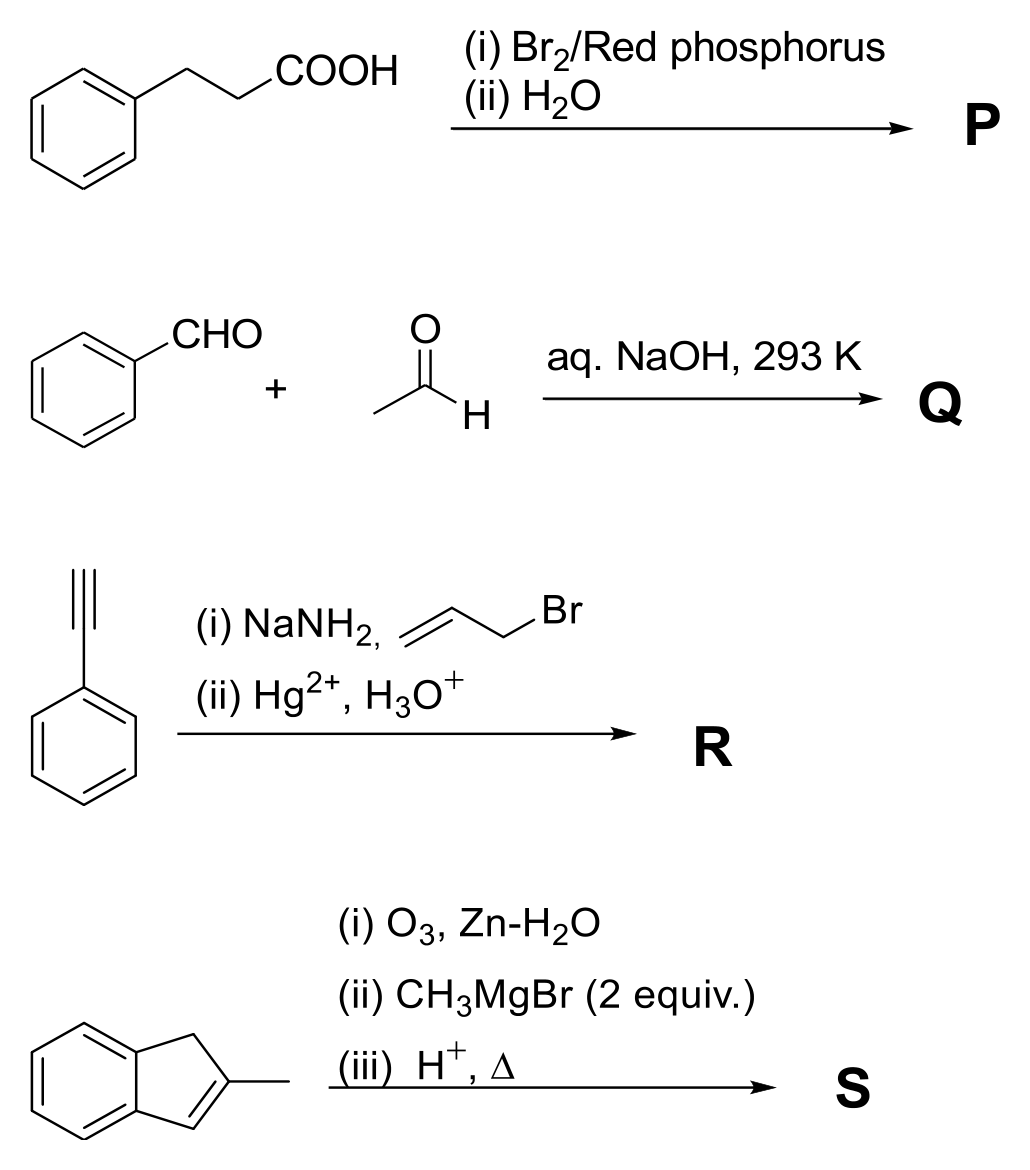 COOH
(i) Br₂/Red phosphorus
(ii) H₂O
P
CHO
+
O
H
aq. NaOH, 293 K
Q
(i) NaNH₂, Br
(ii) Hg²⁺, H₃O⁺
R
(i) O₃, Zn-H₂O
(ii) CH₃MgBr (2 equiv.)
(iii) H⁺, Δ
S